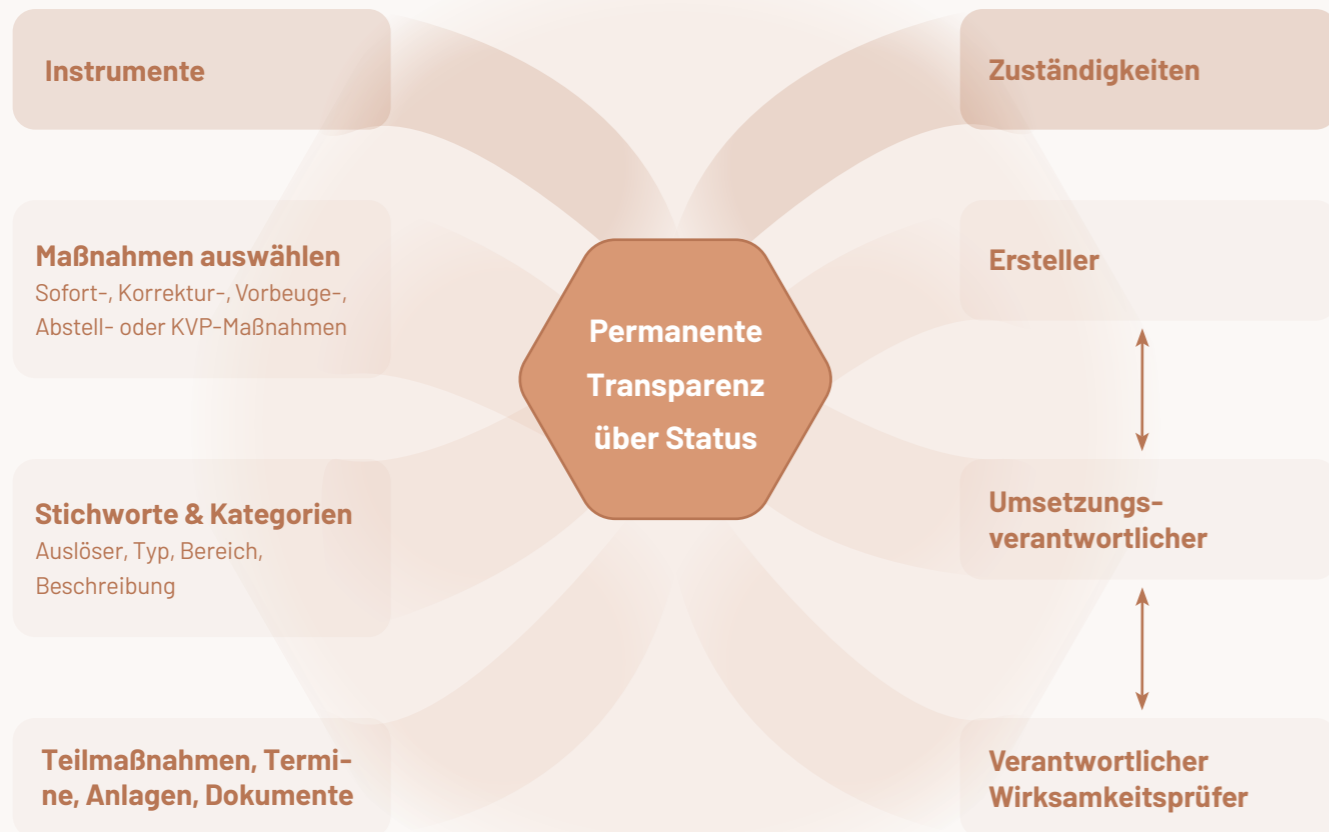 Instrumente
Maßnahmen auswählen
Sofort-, Korrektur-, Vorbeuge-,
Abstell- oder KVP-Maßnahmen
Stichworte & Kategorien
Auslöser, Typ, Bereich,
Beschreibung
Teilmaßnahmen, Termi-
ne, Anlagen, Dokumente
Permanente
Transparenz
über Status
Zuständigkeiten
Ersteller
Umsetzungs-
verantwortlicher
Verantwortlicher
Wirksamkeitsprüfer